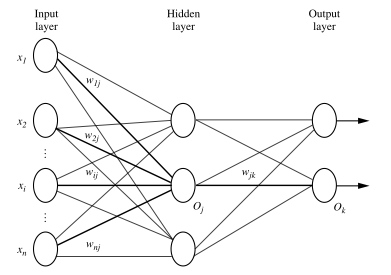 Input layer
Hidden layer
Output layer
x1
w1j
x2
w2j
⋮
wij
xi
wjk
Oj
Ok
⋮
wnj
xn